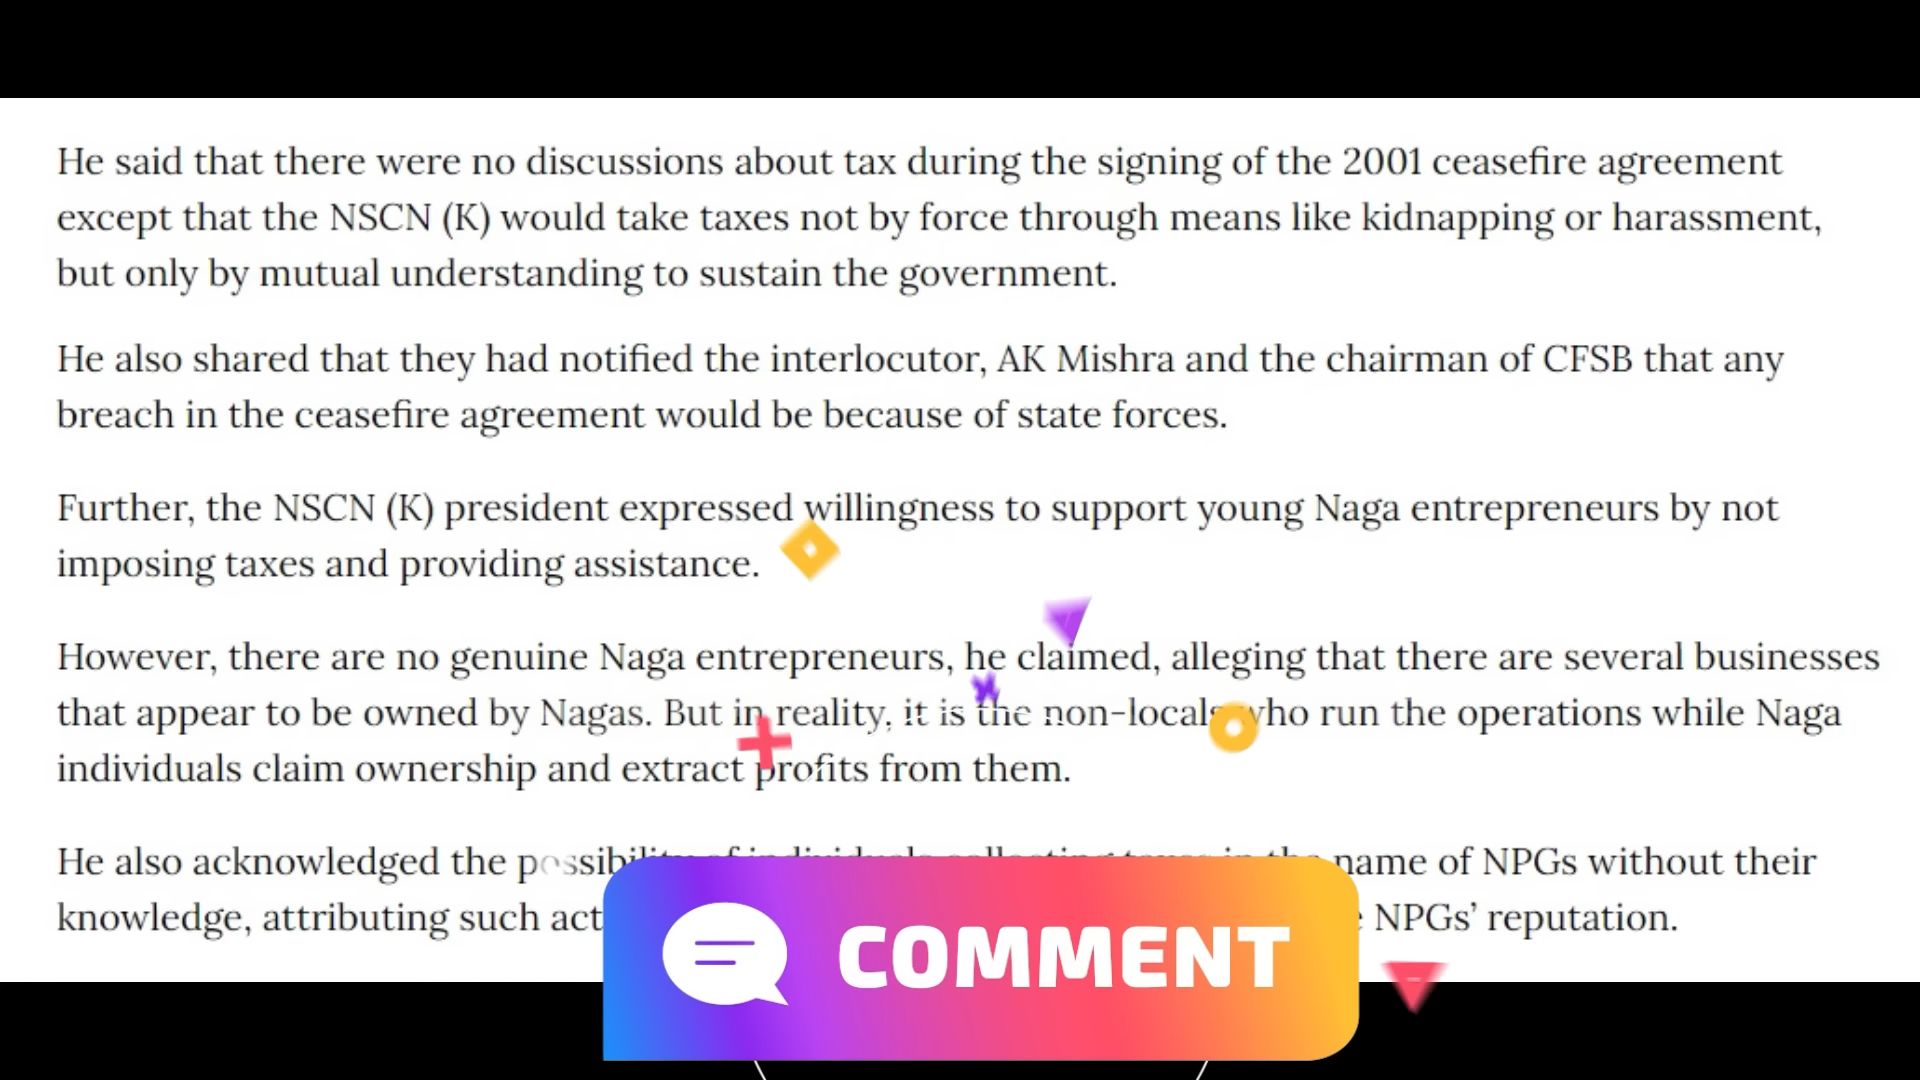 He said that there were no discussions about tax during the signing of the 2001 ceasefire agreement
except that the NSCN (K) would take taxes not by force through means like kidnapping or harassment,
but only by mutual understanding to sustain the government.
He also shared that they had notified the interlocutor, AK Mishra and the chairman of CFSB that any
breach in the ceasefire agreement would be because of state forces.
Further, the NSCN (K) president expressed willingness to support young Naga entrepreneurs by not
imposing taxes and providing assistance.
However, there are no genuine Naga entrepreneurs, he claimed, alleging that there are several businesses
that appear to be owned by Nagas. But in reality, it is the non-locals who run the operations while Naga
individuals claim ownership and extract profits from them.
He also acknowledged the possibility of individuals collecting taxes in the name of NPGs without their
knowledge, attributing such NPGs’ reputation.
COMMENT